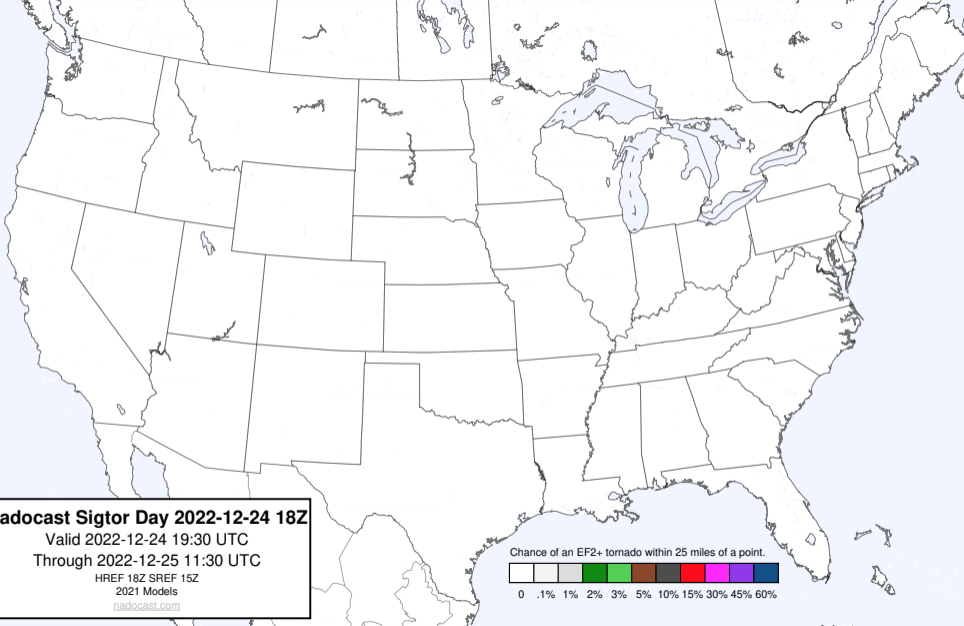 adocast Sigtor Day 2022-12-24 18Z
Valid 2022-12-24 19:30 UTC
Through 2022-12-25 11:30 UTC
HREF 18Z SREF 15Z
2021 Models
nadocast.com
Chance of an EF2+ tornado within 25 miles of a point.
0 .1% 1% 2% 3% 5% 10% 15% 30% 45% 60%